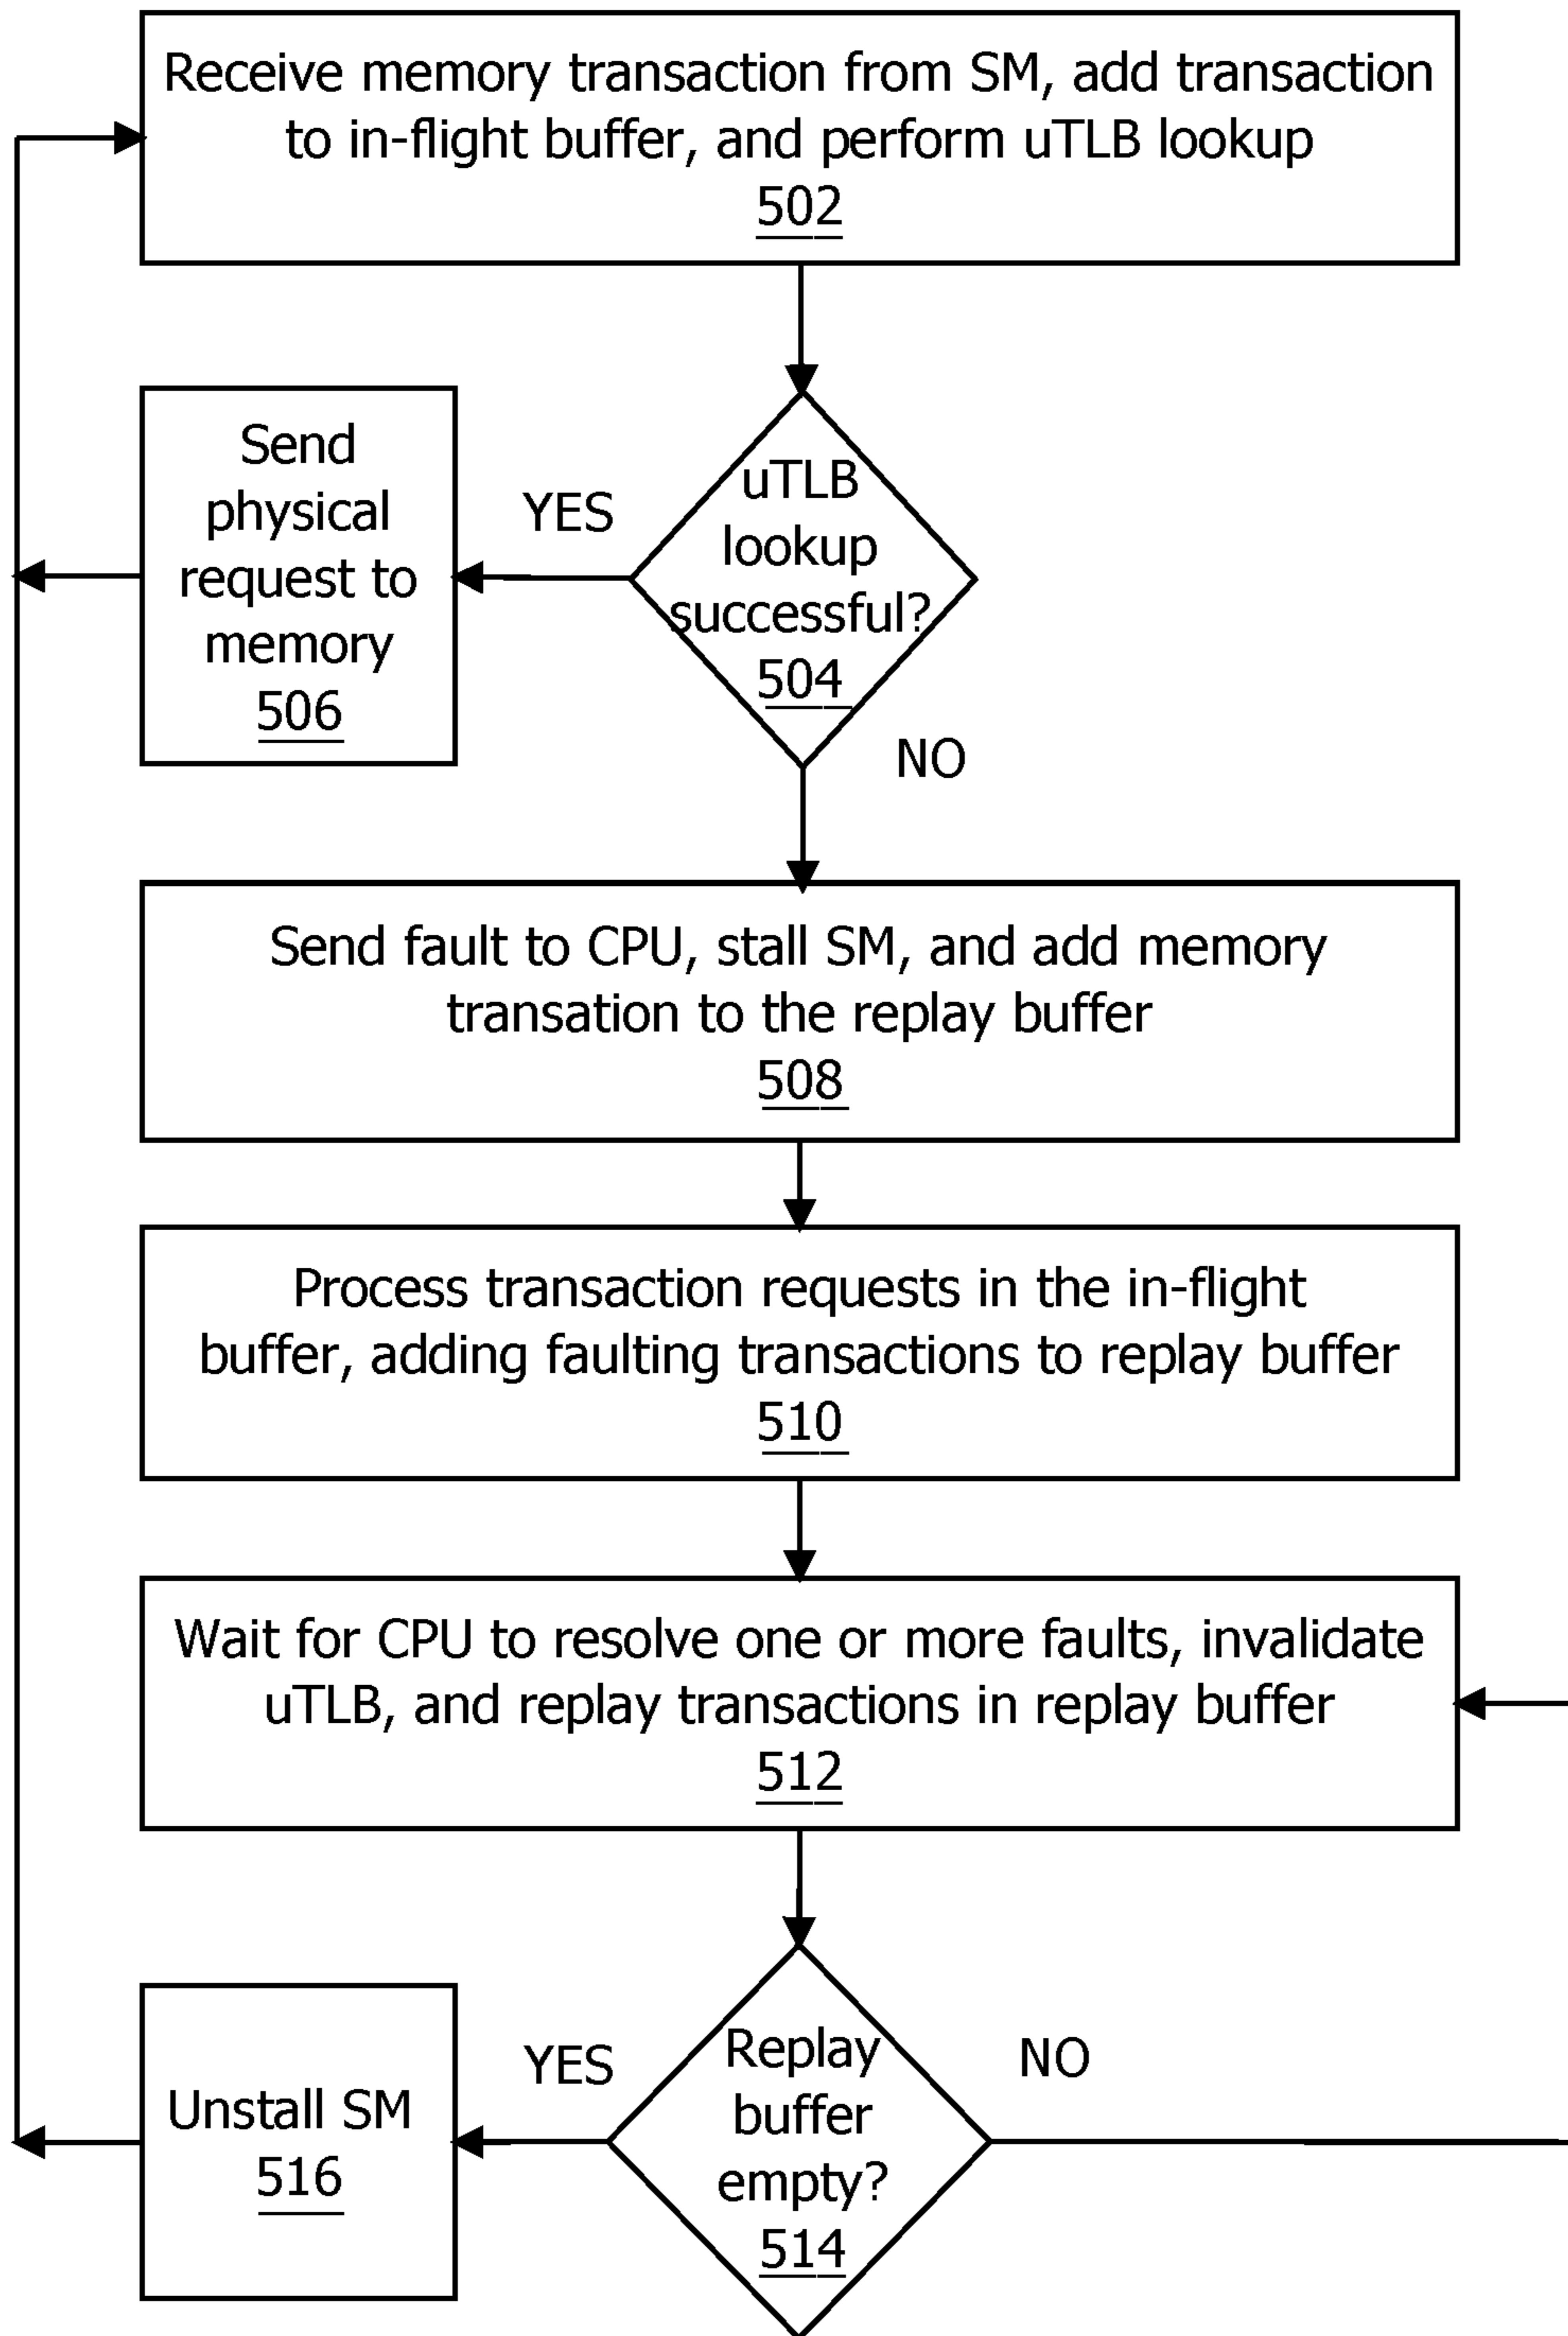 Receive memory transaction from SM, add transaction
to in-flight buffer, and perform uTLB lookup
502
Send
physical
request to
memory
506
YES
uTLB
lookup
successful?
504
NO
Send fault to CPU, stall SM, and add memory
transation to the replay buffer
508
Process transaction requests in the in-flight
buffer, adding faulting transactions to replay buffer
510
Wait for CPU to resolve one or more faults, invalidate
uTLB, and replay transactions in replay buffer
512
Unstall SM
516
YES
Replay
buffer
empty?
514
NO